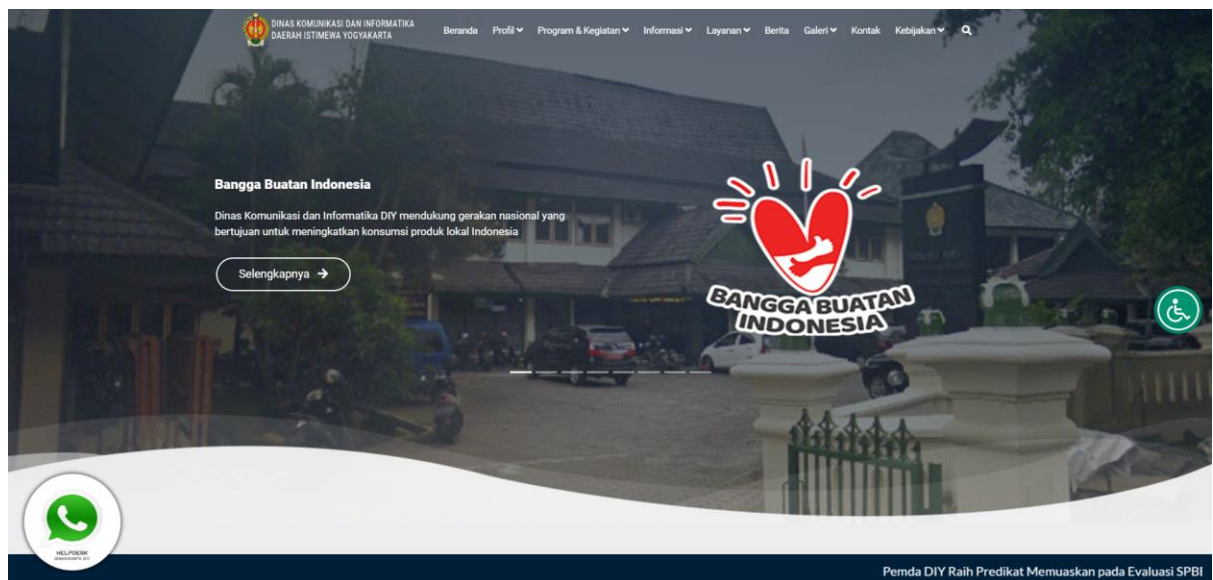 DINAS KOMUNIKASI DAN INFORMATIKA
DAERAH ISTIMEWA YOGYAKARTA
Beranda Profil Program & Kegiatan Informasi Layanan Berita Galeri Kontak Kebijakan
Bangga Buatan Indonesia
Dinas Komunikasi dan Informatika DIY mendukung gerakan nasional yang
bertujuan untuk meningkatkan konsumsi produk lokal Indonesia
Selengkapnya →
BANGGA BUATAN
INDONESIA
HELPDESK
Pemda DIY Raih Predikat Memuaskan pada Evaluasi SPBE